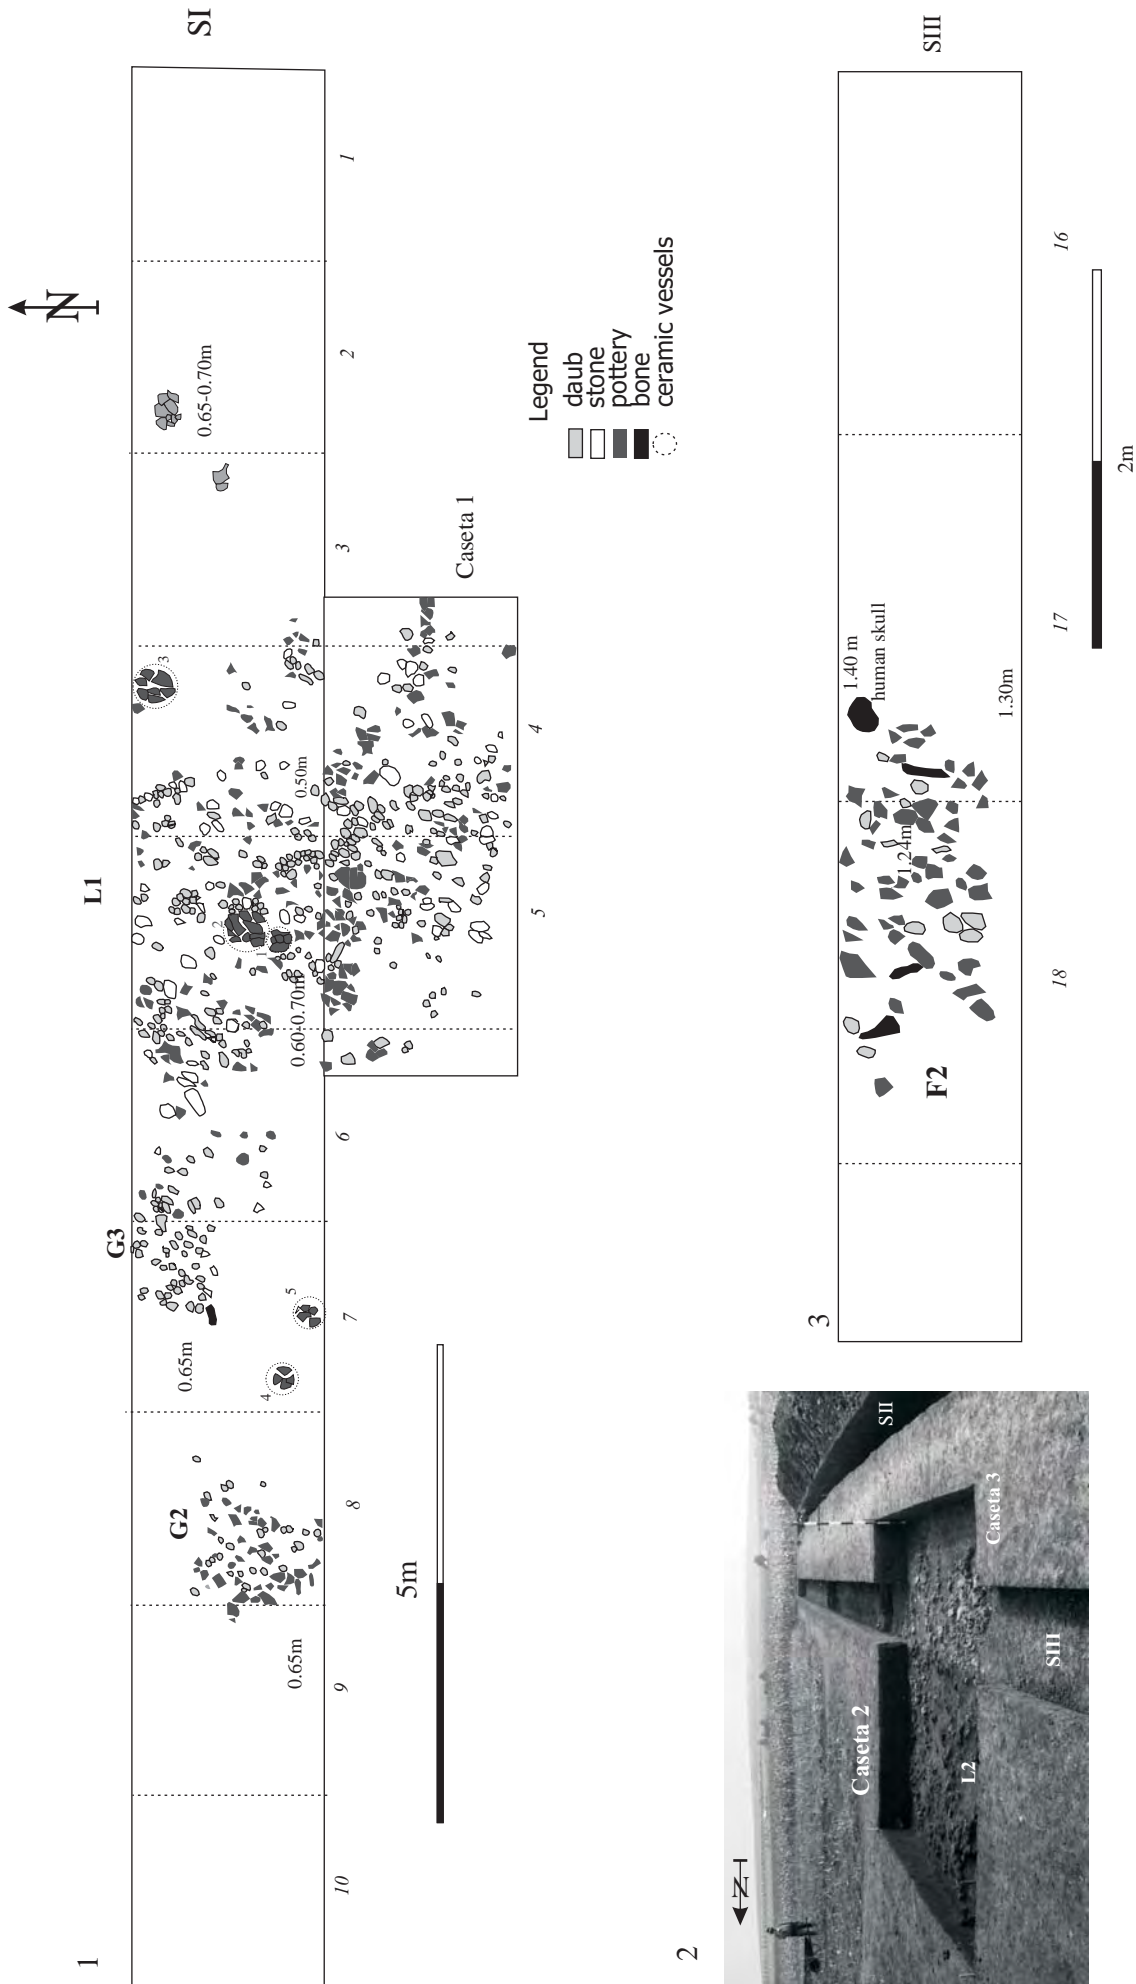 1
SI
N
L1
G3
G2
0.65-0.70m
3
0.50m
2
1
0.60-0.70m
5
4
0.65m
0.65m
10
9
8
7
6
5
4
3
2
1
Caseta 1
5m
Legend
daub
stone
pottery
bone
ceramic vessels
2
N
Caseta 2
L2
SIII
Caseta 3
SII
3
SIII
F2
1.24m
1.40 m
human skull
1.30m
18
17
16
2m